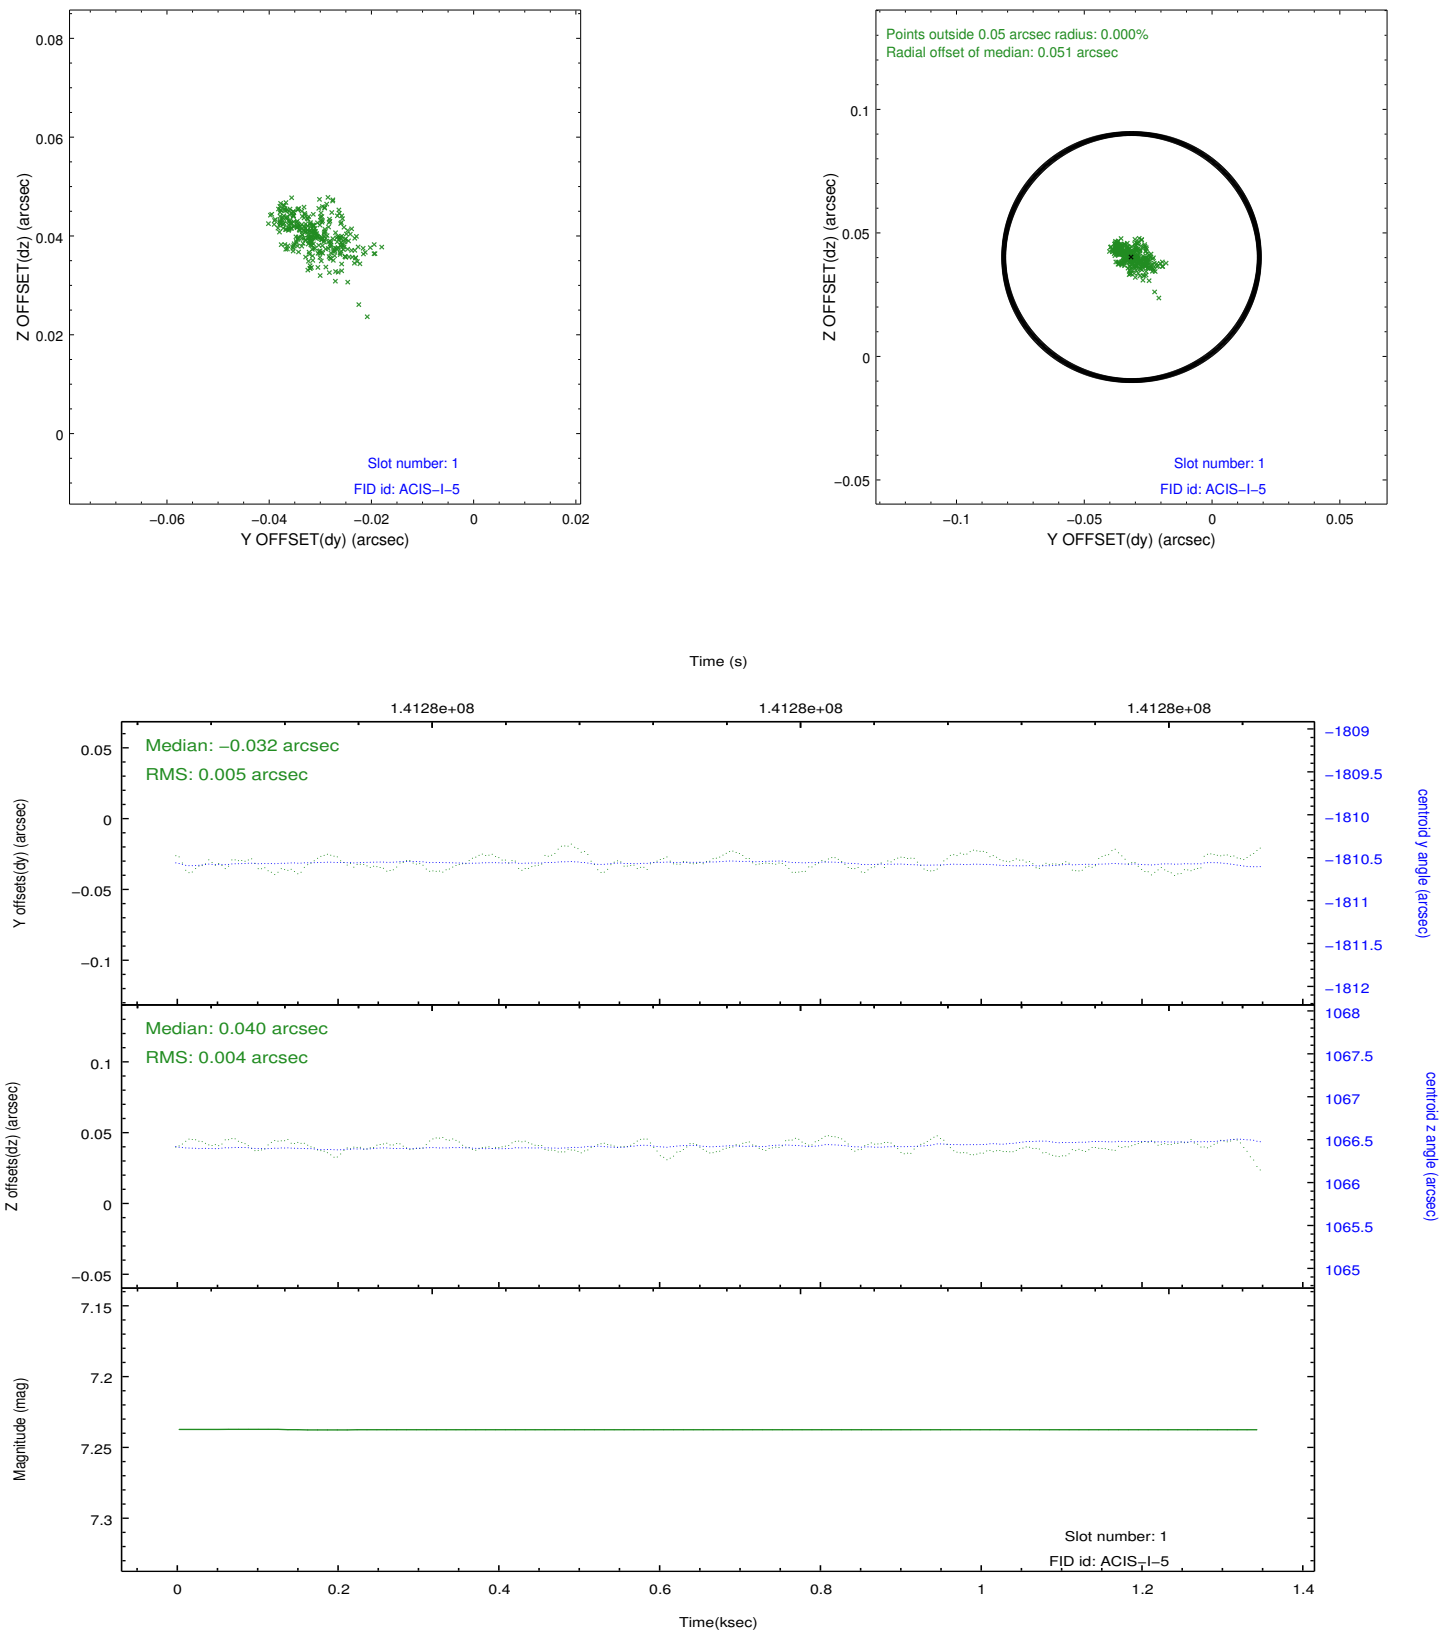 0.08
0.06
0.04
0.02
0
Z OFFSET(dz) (arcsec)
Slot number: 1
FID id: ACIS−I−5
−0.06 −0.04 −0.02 0 0.02
Y OFFSET(dy) (arcsec)
Points outside 0.05 arcsec radius: 0.000%
Radial offset of median: 0.051 arcsec
0.1
0.05
0
−0.05
Z OFFSET(dz) (arcsec)
Slot number: 1
FID id: ACIS−I−5
−0.1 −0.05 0 0.05
Y OFFSET(dy) (arcsec)
Time (s)
1.4128e+08 1.4128e+08 1.4128e+08
Median: −0.032 arcsec
RMS: 0.005 arcsec
0.05
0
−0.05
−0.1
Y offsets(dy) (arcsec)
−1809
−1809.5
−1810
−1810.5
−1811
−1811.5
−1812
centroid y angle (arcsec)
Median: 0.040 arcsec
RMS: 0.004 arcsec
0.1
0.05
0
−0.05
Z offsets(dz) (arcsec)
1068
1067.5
1067
1066.5
1066
1065.5
1065
centroid z angle (arcsec)
7.15
7.2
7.25
7.3
Magnitude (mag)
Slot number: 1
FID id: ACIS−I−5
0 0.2 0.4 0.6 0.8 1 1.2 1.4
Time(ksec)